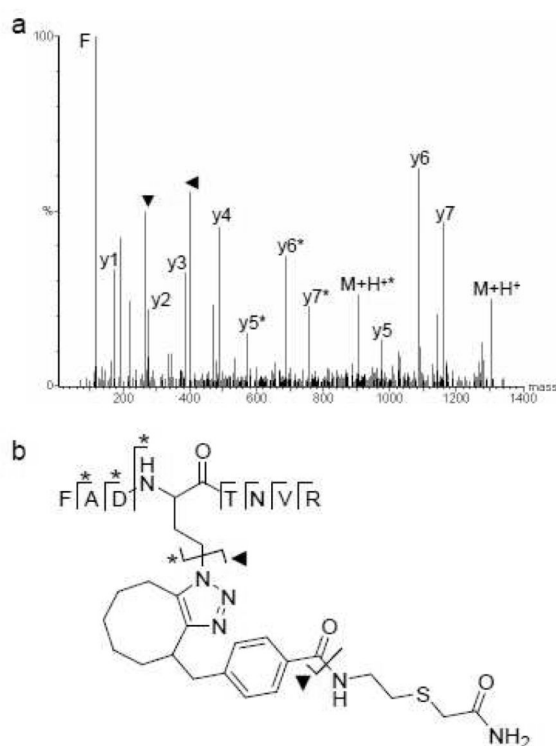 a
100
F
y6
y4
y7
y1
y3
y6*
M+H⁺*
M+H⁺
y2
y7*
y5*
y5
%
0
200 400 600 800 1000 1200 1400 mass
b
* * * H O
F A D N T N V R
*
N N
N
O
N
H
S
O
NH₂